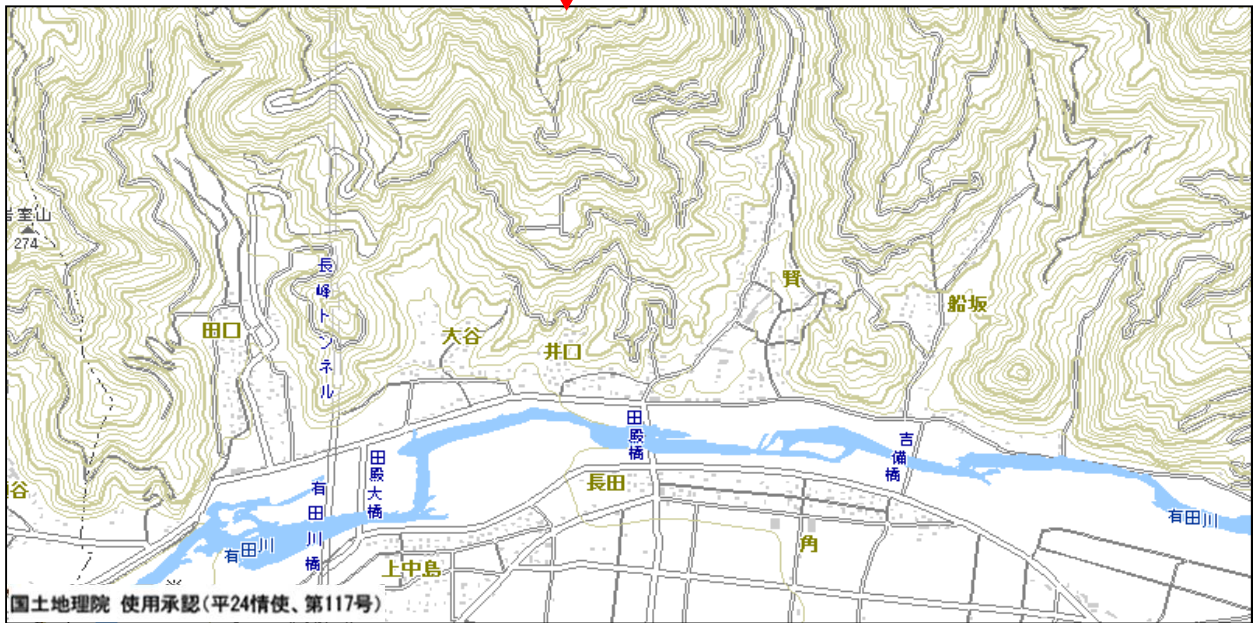 岩室山
274
長峰トンネル
賢
船坂
田口
大谷
井口
田殿橋
吉備橋
田殿大橋
長田
谷
有田川橋
有田川
有田川
角
上中島
国土地理院 使用承認(平24情使、第117号)